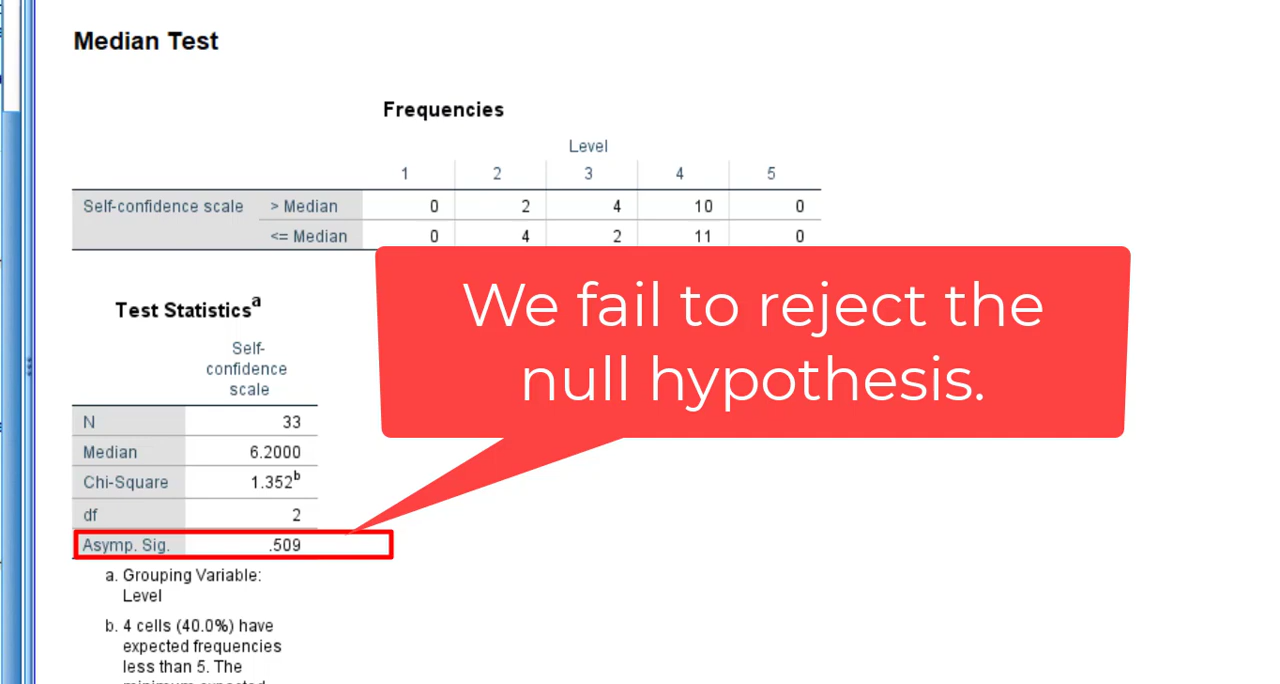 Median Test
Frequencies
Level
1 2 3 4 5
Self-confidence scale > Median 0 2 4 10 0
<= Median 0 4 2 11 0
We fail to reject the
null hypothesis.
Test Statisticsa
Self-
confidence
scale
N 33
Median 6.2000
Chi-Square 1.352b
df 2
Asymp. Sig. .509
a. Grouping Variable:
Level
b. 4 cells (40.0%) have
expected frequencies
less than 5. The